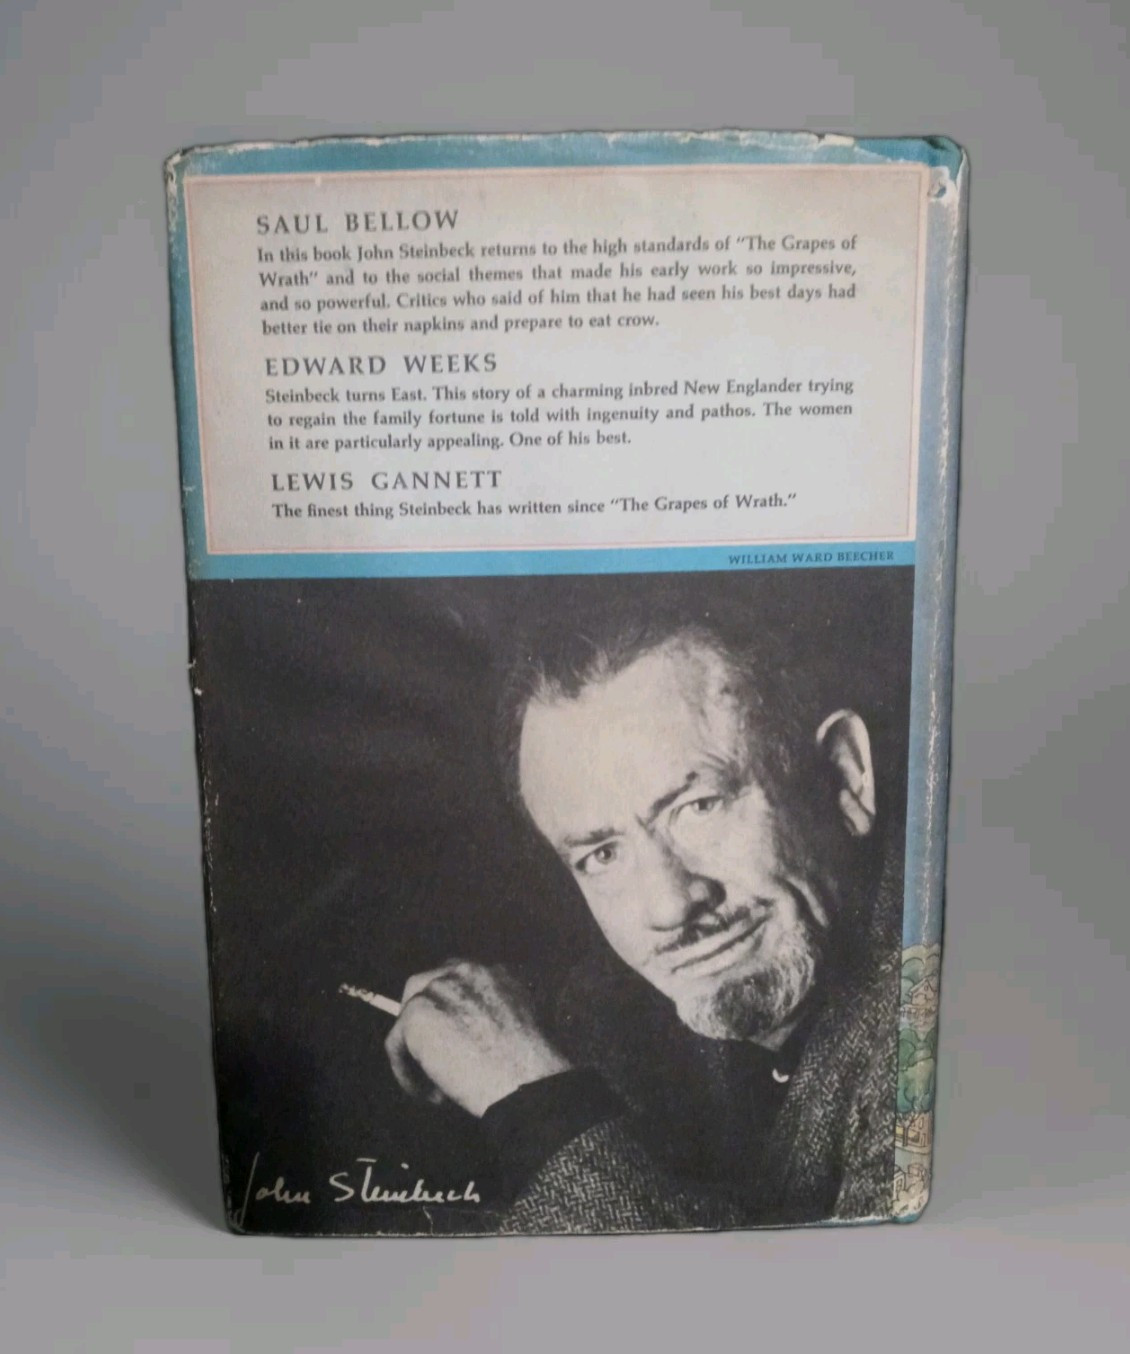 SAUL BELLOW
In this book John Steinbeck returns to the high standards of "The Grapes of
Wrath" and to the social themes that made his early work so impressive,
and so powerful. Critics who said of him that he had seen his best days had
better tie on their napkins and prepare to eat crow.
EDWARD WEEKS
Steinbeck turns East. This story of a charming inbred New Englander trying
to regain the family fortune is told with ingenuity and pathos. The women
in it are particularly appealing. One of his best.
LEWIS GANNETT
The finest thing Steinbeck has written since "The Grapes of Wrath."
WILLIAM WARD BEECHER
John Steinbeck